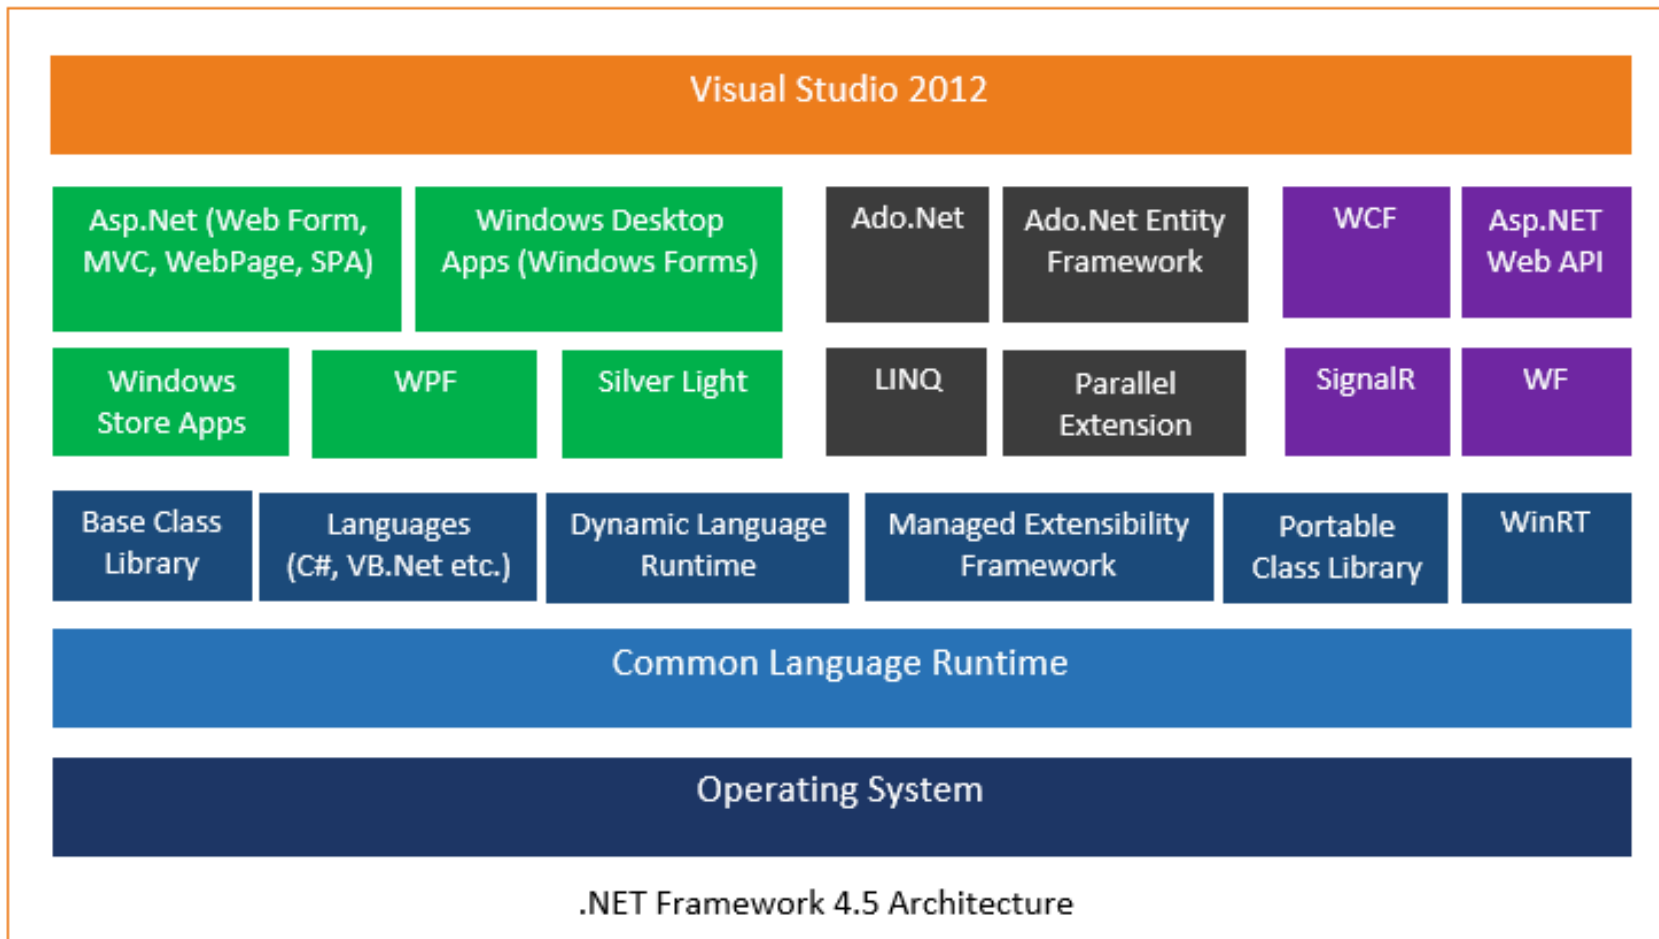 Visual Studio 2012
Asp.Net (Web Form,
MVC, WebPage, SPA)
Windows Desktop
Apps (Windows Forms)
Ado.Net
Ado.Net Entity
Framework
WCF
Asp.NET
Web API
Windows
Store Apps
WPF
Silver Light
LINQ
Parallel
Extension
SignalR
WF
Base Class
Library
Languages
(C#, VB.Net etc.)
Dynamic Language
Runtime
Managed Extensibility
Framework
Portable
Class Library
WinRT
Common Language Runtime
Operating System
.NET Framework 4.5 Architecture